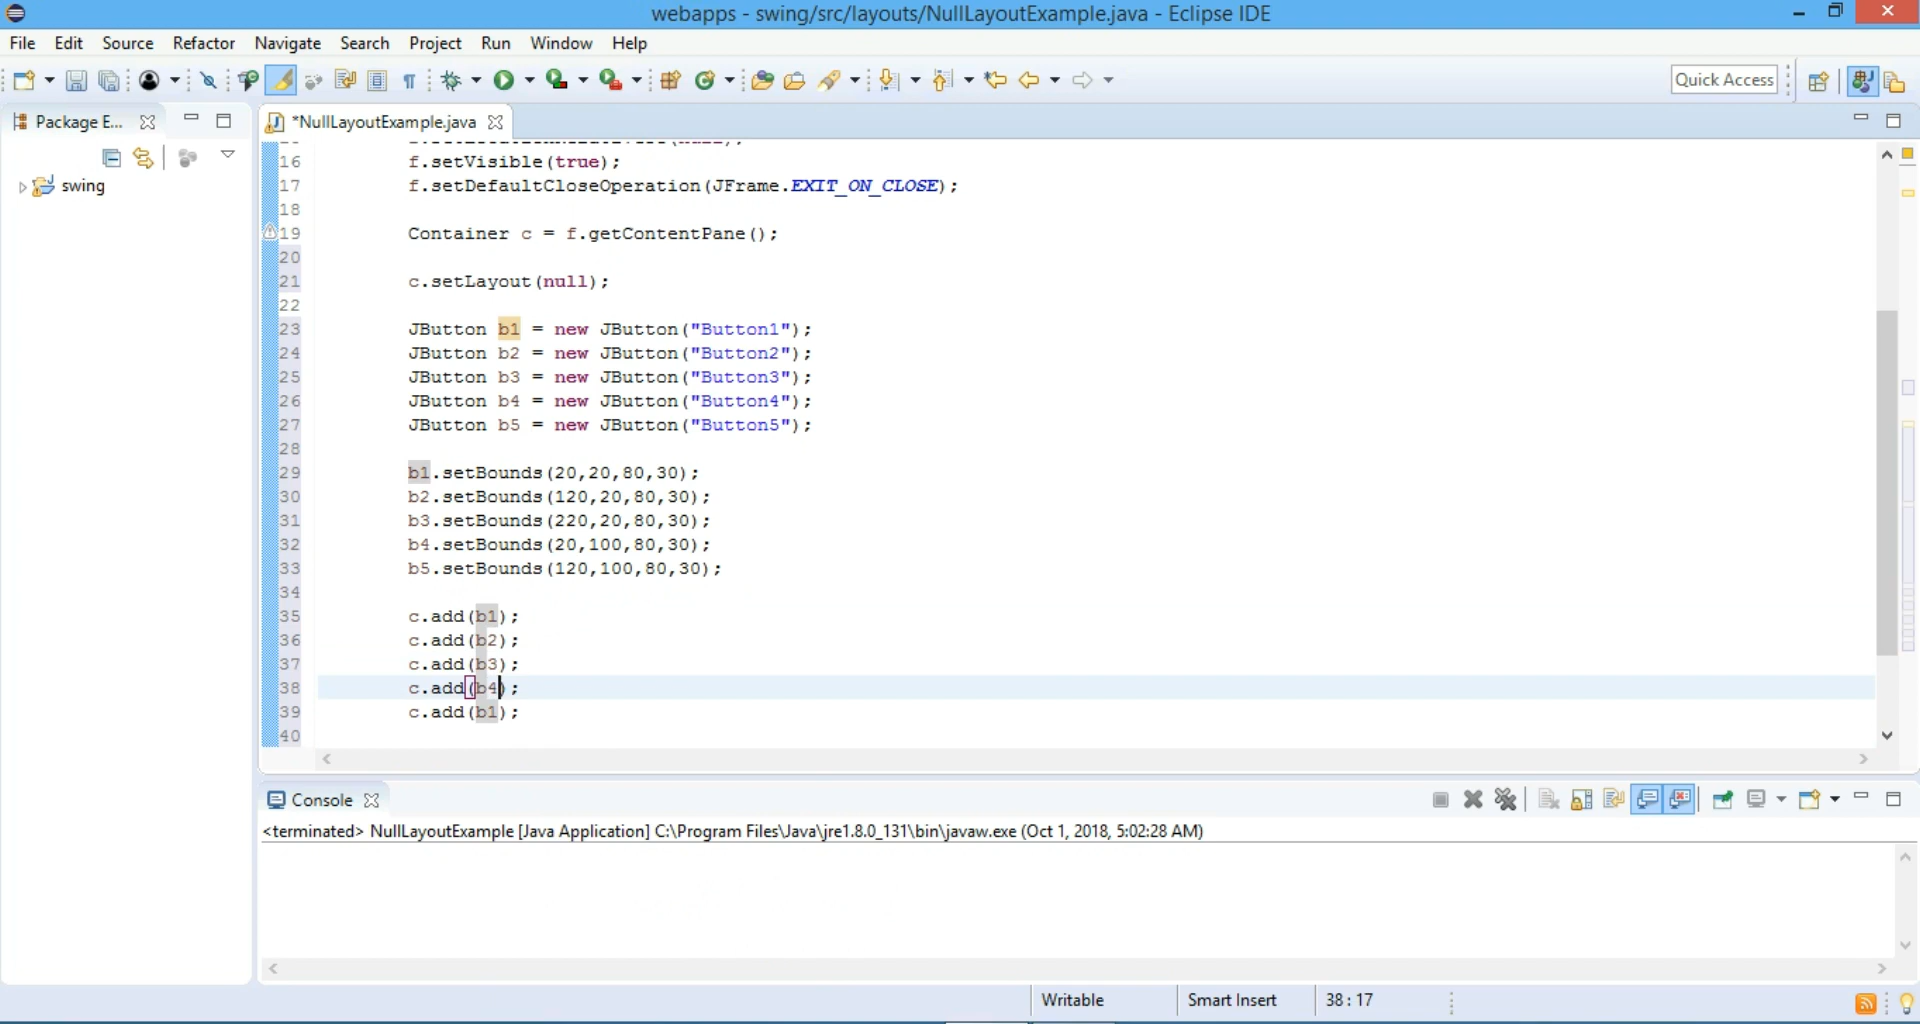 webapps - swing/src/layouts/NullLayoutExample.java - Eclipse IDE
File Edit Source Refactor Navigate Search Project Run Window Help
Quick Access
Package E...
*NullLayoutExample.java
swing
16 f.setVisible(true);
17 f.setDefaultCloseOperation(JFrame.EXIT_ON_CLOSE);
18
19 Container c = f.getContentPane();
20
21 c.setLayout(null);
22
23 JButton b1 = new JButton("Button1");
24 JButton b2 = new JButton("Button2");
25 JButton b3 = new JButton("Button3");
26 JButton b4 = new JButton("Button4");
27 JButton b5 = new JButton("Button5");
28
29 b1.setBounds(20,20,80,30);
30 b2.setBounds(120,20,80,30);
31 b3.setBounds(220,20,80,30);
32 b4.setBounds(20,100,80,30);
33 b5.setBounds(120,100,80,30);
34
35 c.add(b1);
36 c.add(b2);
37 c.add(b3);
38 c.add(b4);
39 c.add(b1);
40
Console
<terminated> NullLayoutExample [Java Application] C:\Program Files\Java\jre1.8.0_131\bin\javaw.exe (Oct 1, 2018, 5:02:28 AM)
Writable Smart Insert 38 : 17